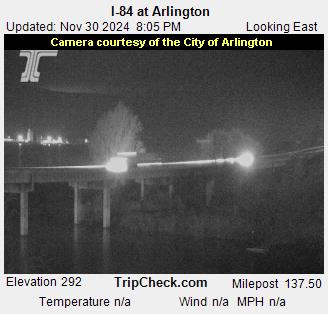 I-84 at Arlington
Updated: Nov 30 2024 8:05 PM Looking East
Camera courtesy of the City of Arlington
Elevation 292 TripCheck.com Milepost 137.50
Temperature n/a Wind n/a MPH n/a